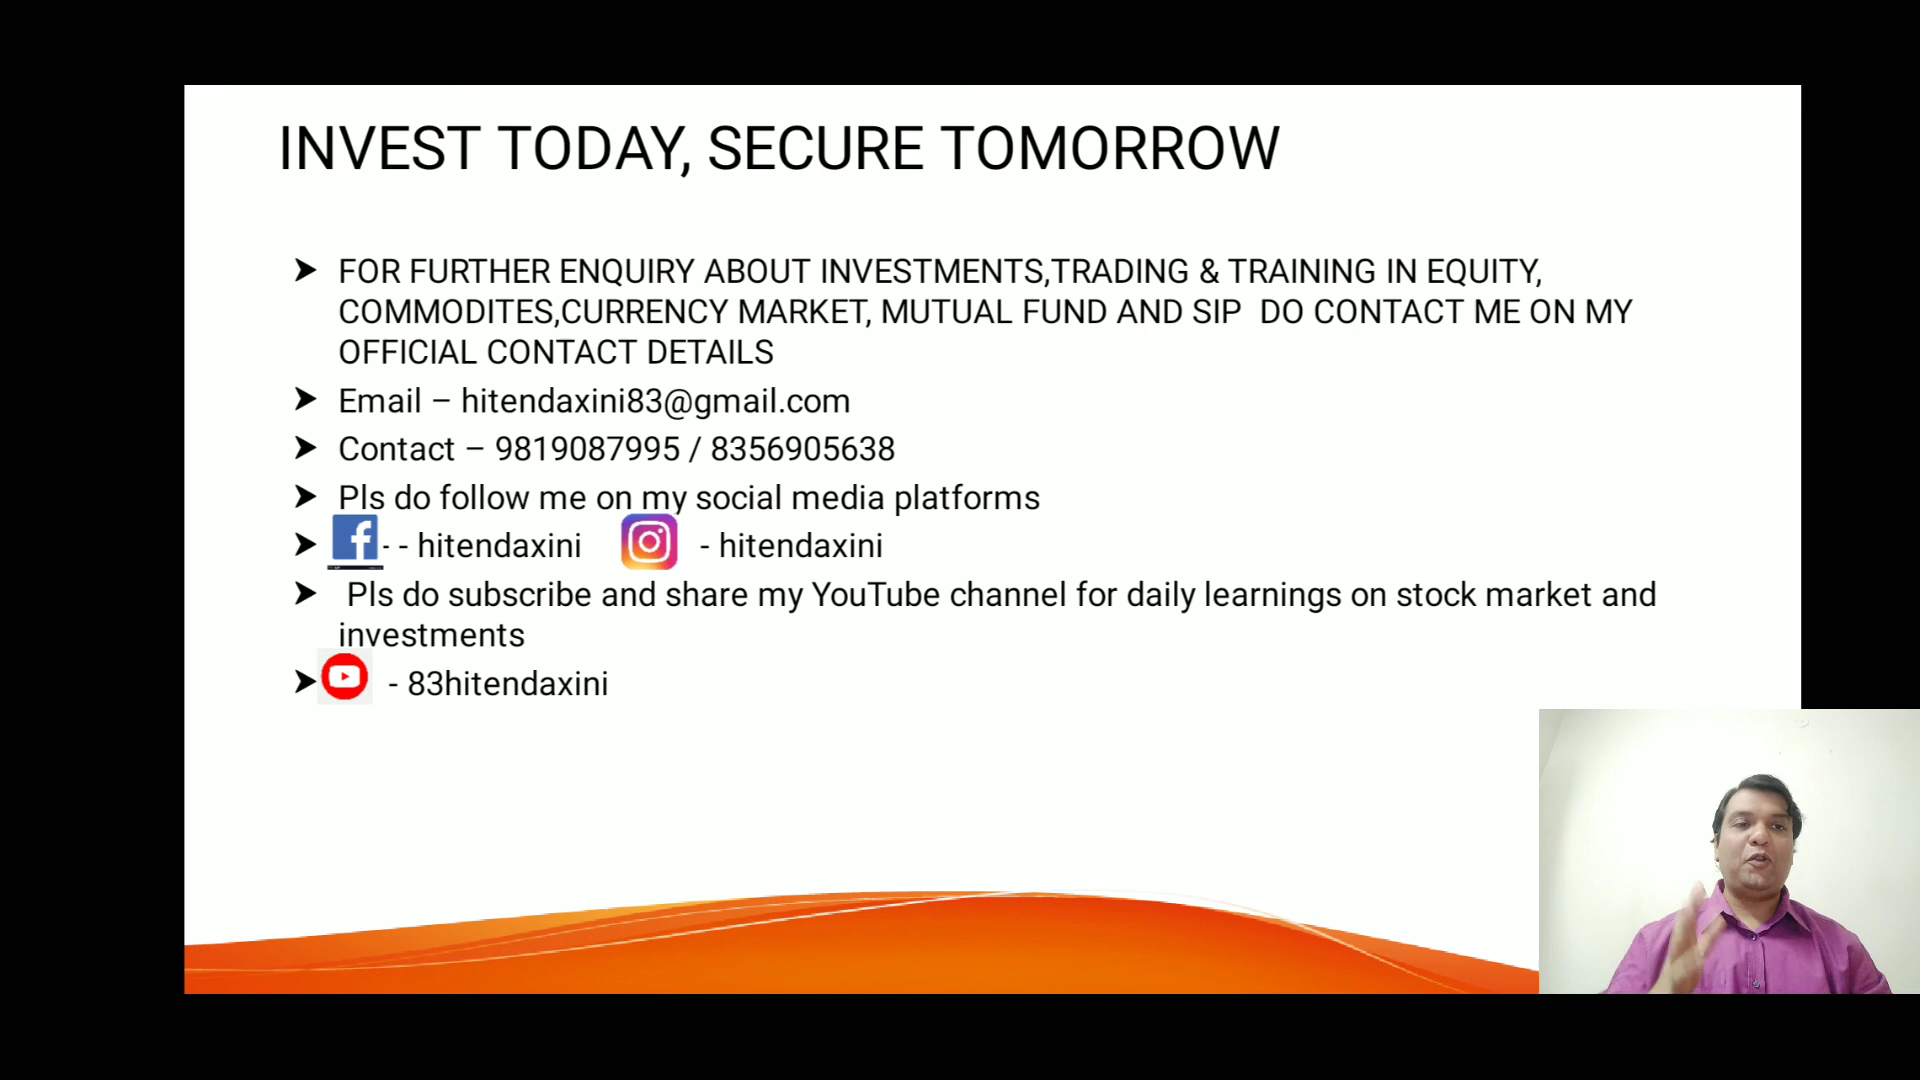 INVEST TODAY, SECURE TOMORROW
FOR FURTHER ENQUIRY ABOUT INVESTMENTS,TRADING & TRAINING IN EQUITY,
COMMODITES,CURRENCY MARKET, MUTUAL FUND AND SIP  DO CONTACT ME ON MY
OFFICIAL CONTACT DETAILS
Email – hitendaxini83@gmail.com
Contact – 9819087995 / 8356905638
Pls do follow me on my social media platforms
- - hitendaxini - hitendaxini
Pls do subscribe and share my YouTube channel for daily learnings on stock market and
investments
- 83hitendaxini